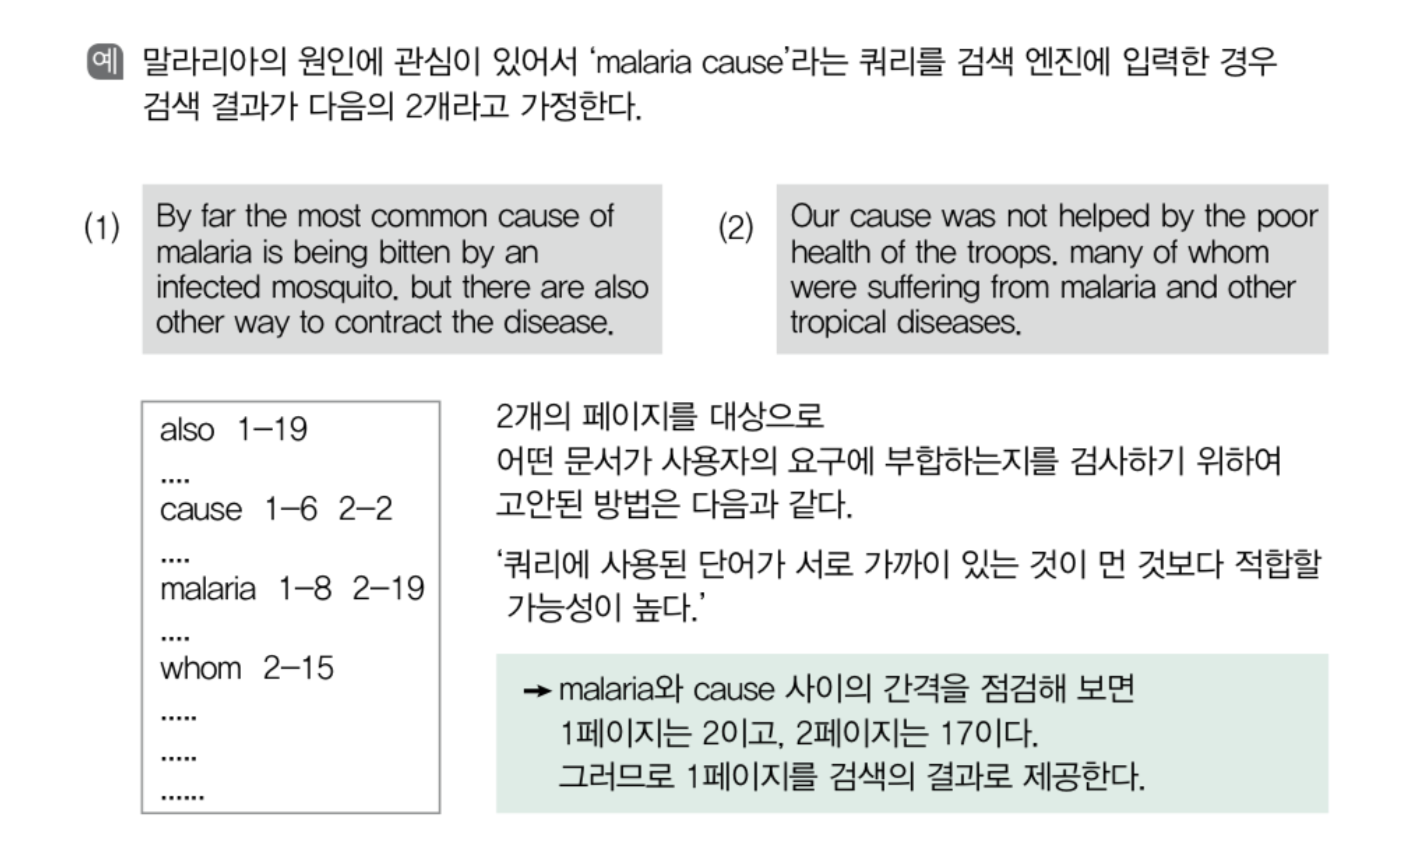 예 말라리아의 원인에 관심이 있어서 ‘malaria cause’라는 쿼리를 검색 엔진에 입력한 경우
검색 결과가 다음의 2개라고 가정한다.
(1)
By far the most common cause of
malaria is being bitten by an
infected mosquito, but there are also
other way to contract the disease.
(2)
Our cause was not helped by the poor
health of the troops, many of whom
were suffering from malaria and other
tropical diseases.
also 1–19
....
cause 1–6 2–2
....
malaria 1–8 2–19
....
whom 2–15
.....
.....
......
2개의 페이지를 대상으로
어떤 문서가 사용자의 요구에 부합하는지를 검사하기 위하여
고안된 방법은 다음과 같다.
‘쿼리에 사용된 단어가 서로 가까이 있는 것이 먼 것보다 적합할
가능성이 높다.’
→ malaria와 cause 사이의 간격을 점검해 보면
1페이지는 2이고, 2페이지는 17이다.
그러므로 1페이지를 검색의 결과로 제공한다.